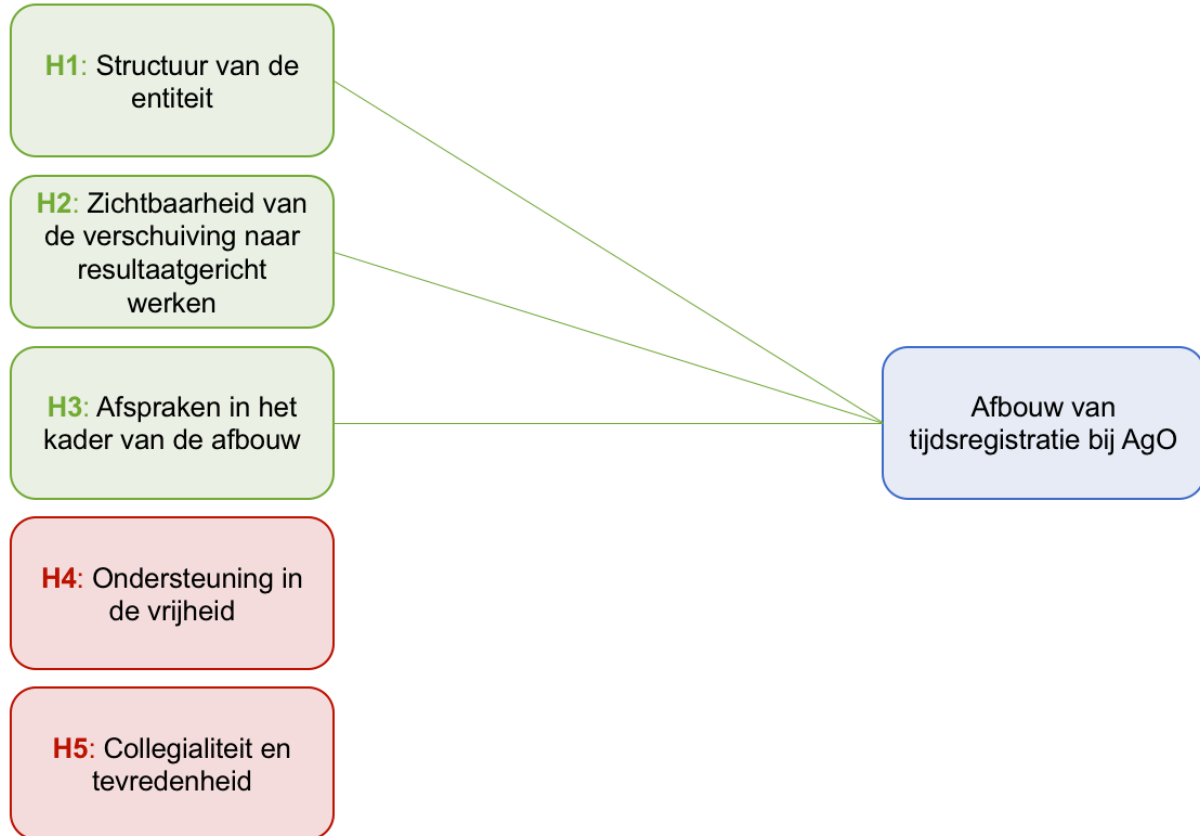 H1: Structuur van de
entiteit
H2: Zichtbaarheid van
de verschuiving naar
resultaatgericht
werken
H3: Afspraken in het
kader van de afbouw
Afbouw van
tijdsregistratie bij AgO
H4: Ondersteuning in
de vrijheid
H5: Collegialiteit en
tevredenheid